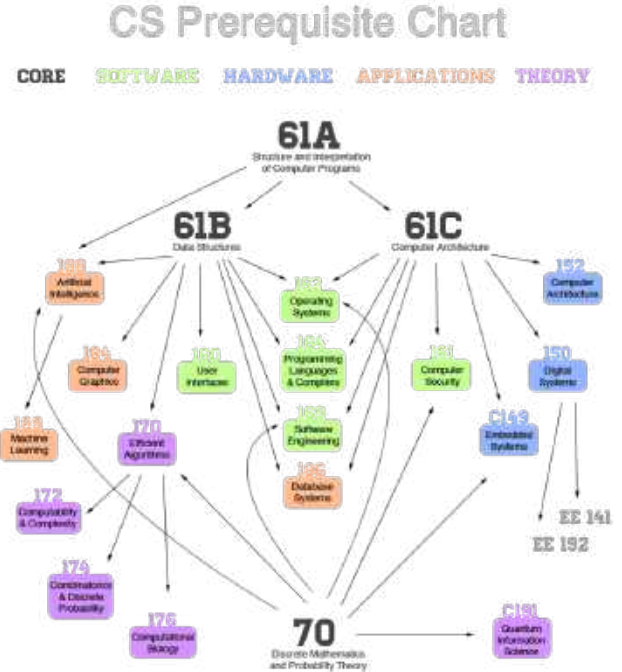 CS Prerequisite Chart
CORE SOFTWARE HARDWARE APPLICATIONS THEORY
61A
Structure and Interpretation
of Computer Programs
61B
Data Structures
61C
Computer Architecture
188
Artificial
Intelligence
162
Operating
Systems
152
Computer
Architecture
184
Computer
Graphics
160
User
Interfaces
164
Programming
Languages
& Compilers
161
Computer
Security
150
Digital
Systems
Machine
Learning
170
Efficient
Algorithms
Software
Engineering
C149
Embedded
Systems
186
Database
Systems
172
Computability
& Complexity
EE 141
EE 192
174
Combinatorics
& Discrete
Probability
176
Computational
Biology
70
Discrete Mathematics
and Probability Theory
C191
Quantum
Information
Science